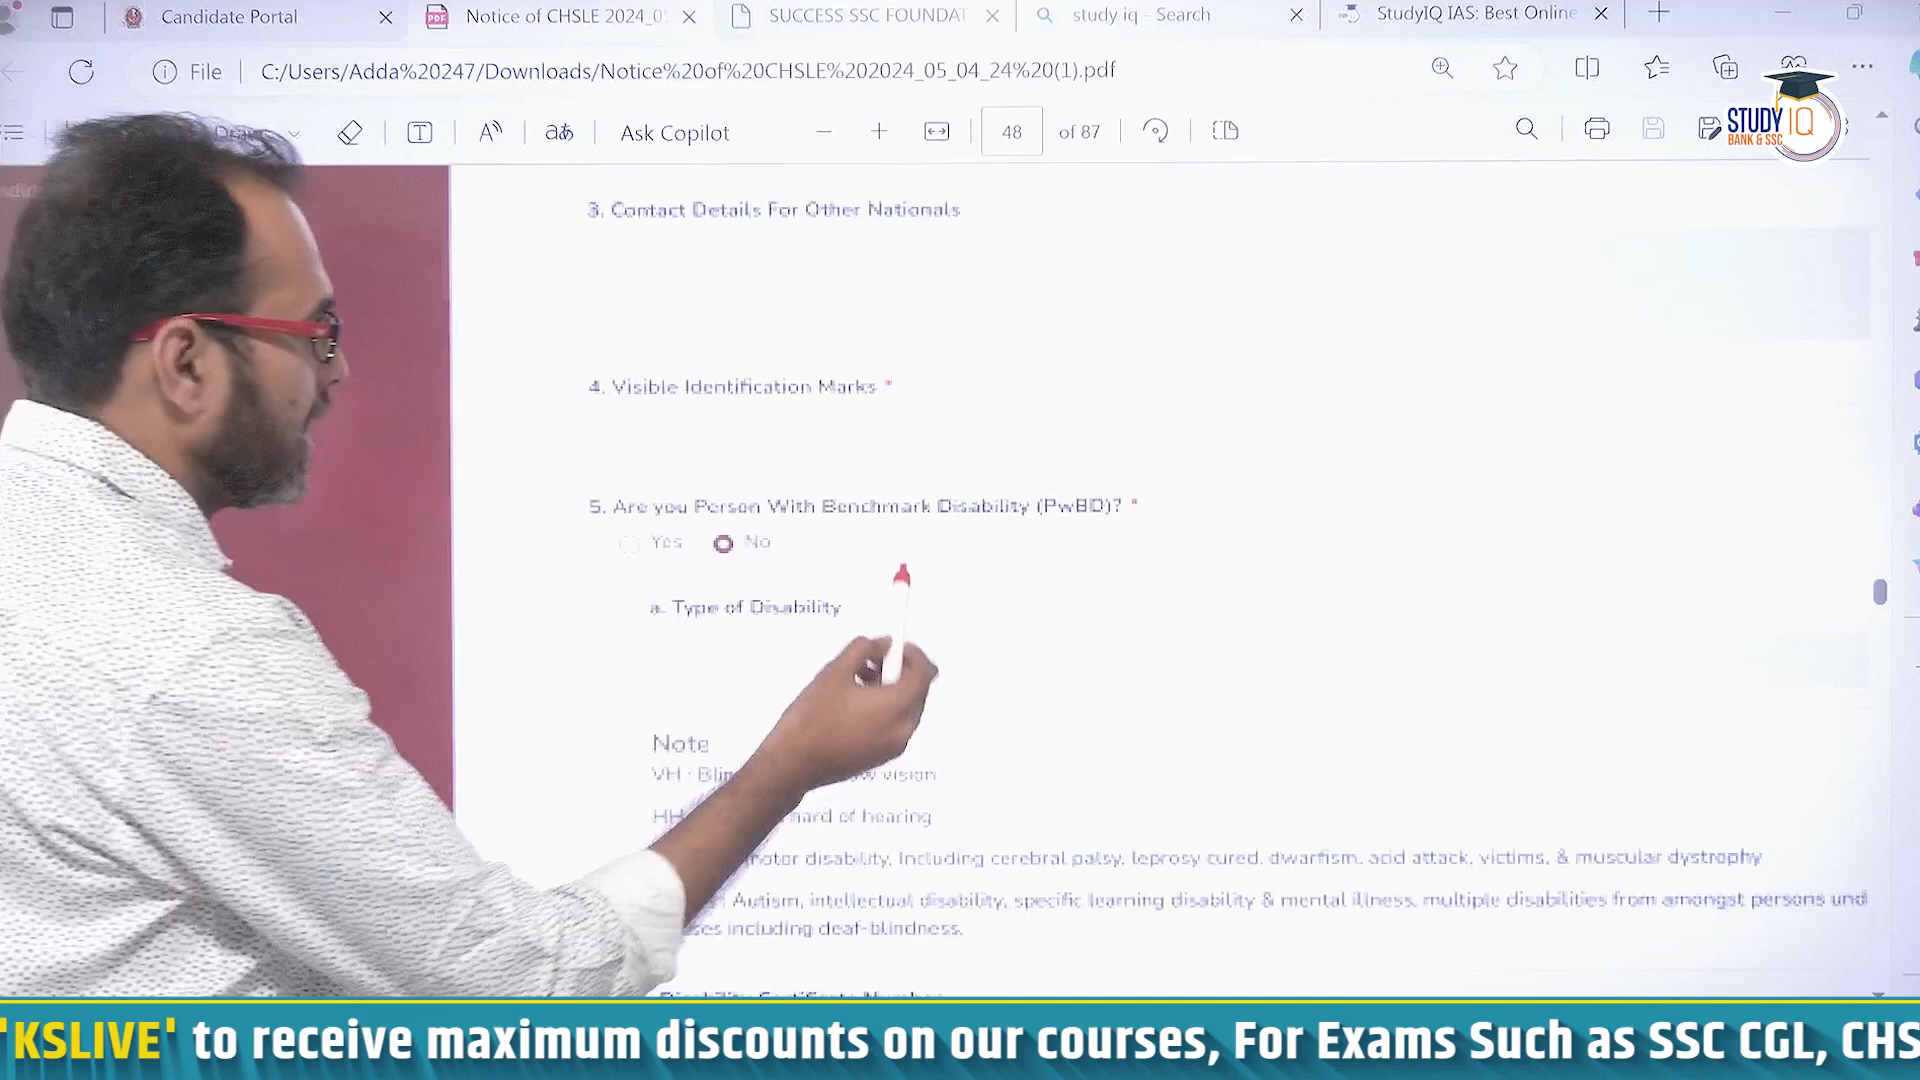 Candidate Portal
Notice of CHSLE 2024_0
SUCCESS SSC FOUNDAT
study iq - Search
StudyIQ IAS: Best Online
File
C:/Users/Adda%20247/Downloads/Notice%20of%20CHSLE%202024_05_04_24%20(1).pdf
Ask Copilot
48 of 87
STUDY IQ
BANK & SSC
3. Contact Details For Other Nationals
4. Visible Identification Marks *
5. Are you Person With Benchmark Disability (PwBD)? *
Yes No
a. Type of Disability
Note
VH : vision
hard of hearing
disability, Including cerebral palsy, leprosy cured, dwarfism, acid attack, victims, & muscular dystrophy
Autism, intellectual disability, specific learning disability & mental illness, multiple disabilities from amongst persons und
including deaf-blindness.
'KSLIVE' to receive maximum discounts on our courses, For Exams Such as SSC CGL, CHS